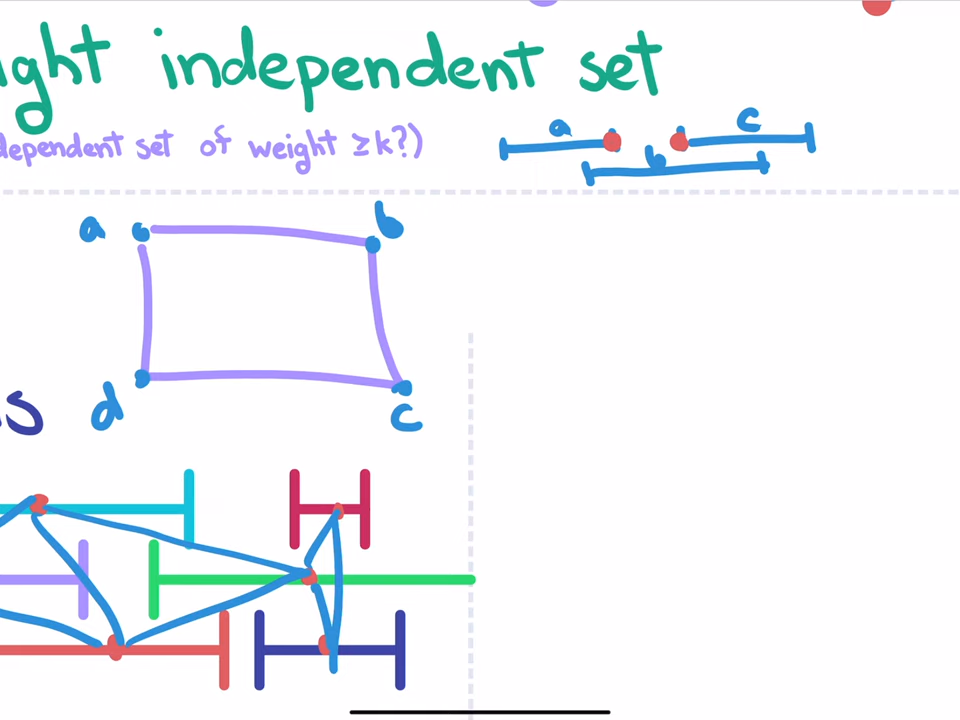 ight independent set
dependent set of weight ≥k?)
a
c
b
a
b
d
c
s